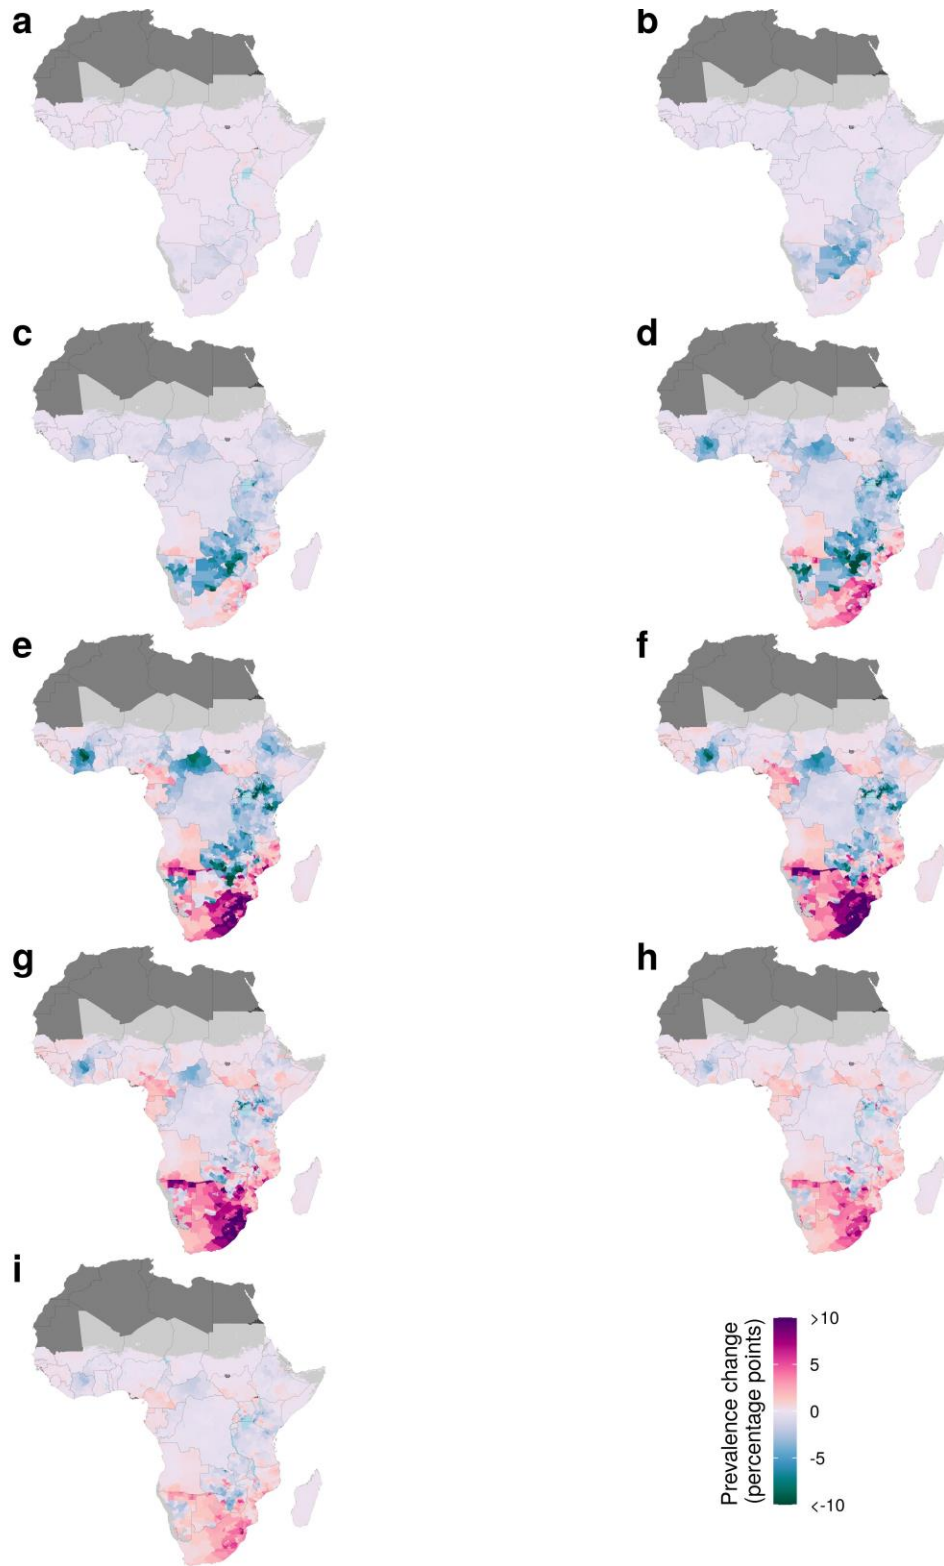 a
b
c
d
e
f
g
h
i
Prevalence change
(percentage points)
>10
5
0
-5
<-10